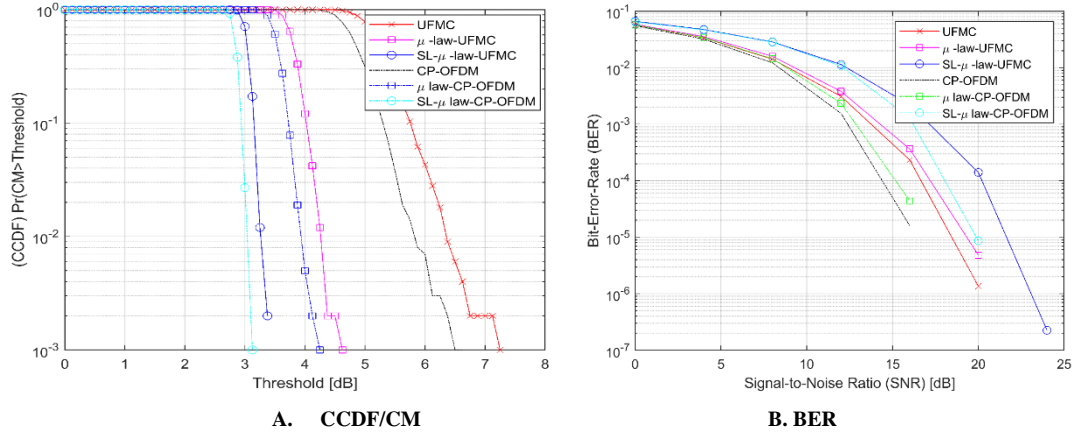 (CCDF) Pr(CM>Threshold)
10^0
10^-1
10^-2
10^-3
UFMC
μ -law-UFMC
SL-μ -law-UFMC
CP-OFDM
μ law-CP-OFDM
SL-μ law-CP-OFDM
0 1 2 3 4 5 6 7 8
Threshold [dB]
A. CCDF/CM
Bit-Error-Rate (BER)
10^-1
10^-2
10^-3
10^-4
10^-5
10^-6
10^-7
UFMC
μ -law-UFMC
SL-μ -law-UFMC
CP-OFDM
μ law-CP-OFDM
SL-μ law-CP-OFDM
0 5 10 15 20 25
Signal-to-Noise Ratio (SNR) [dB]
B. BER